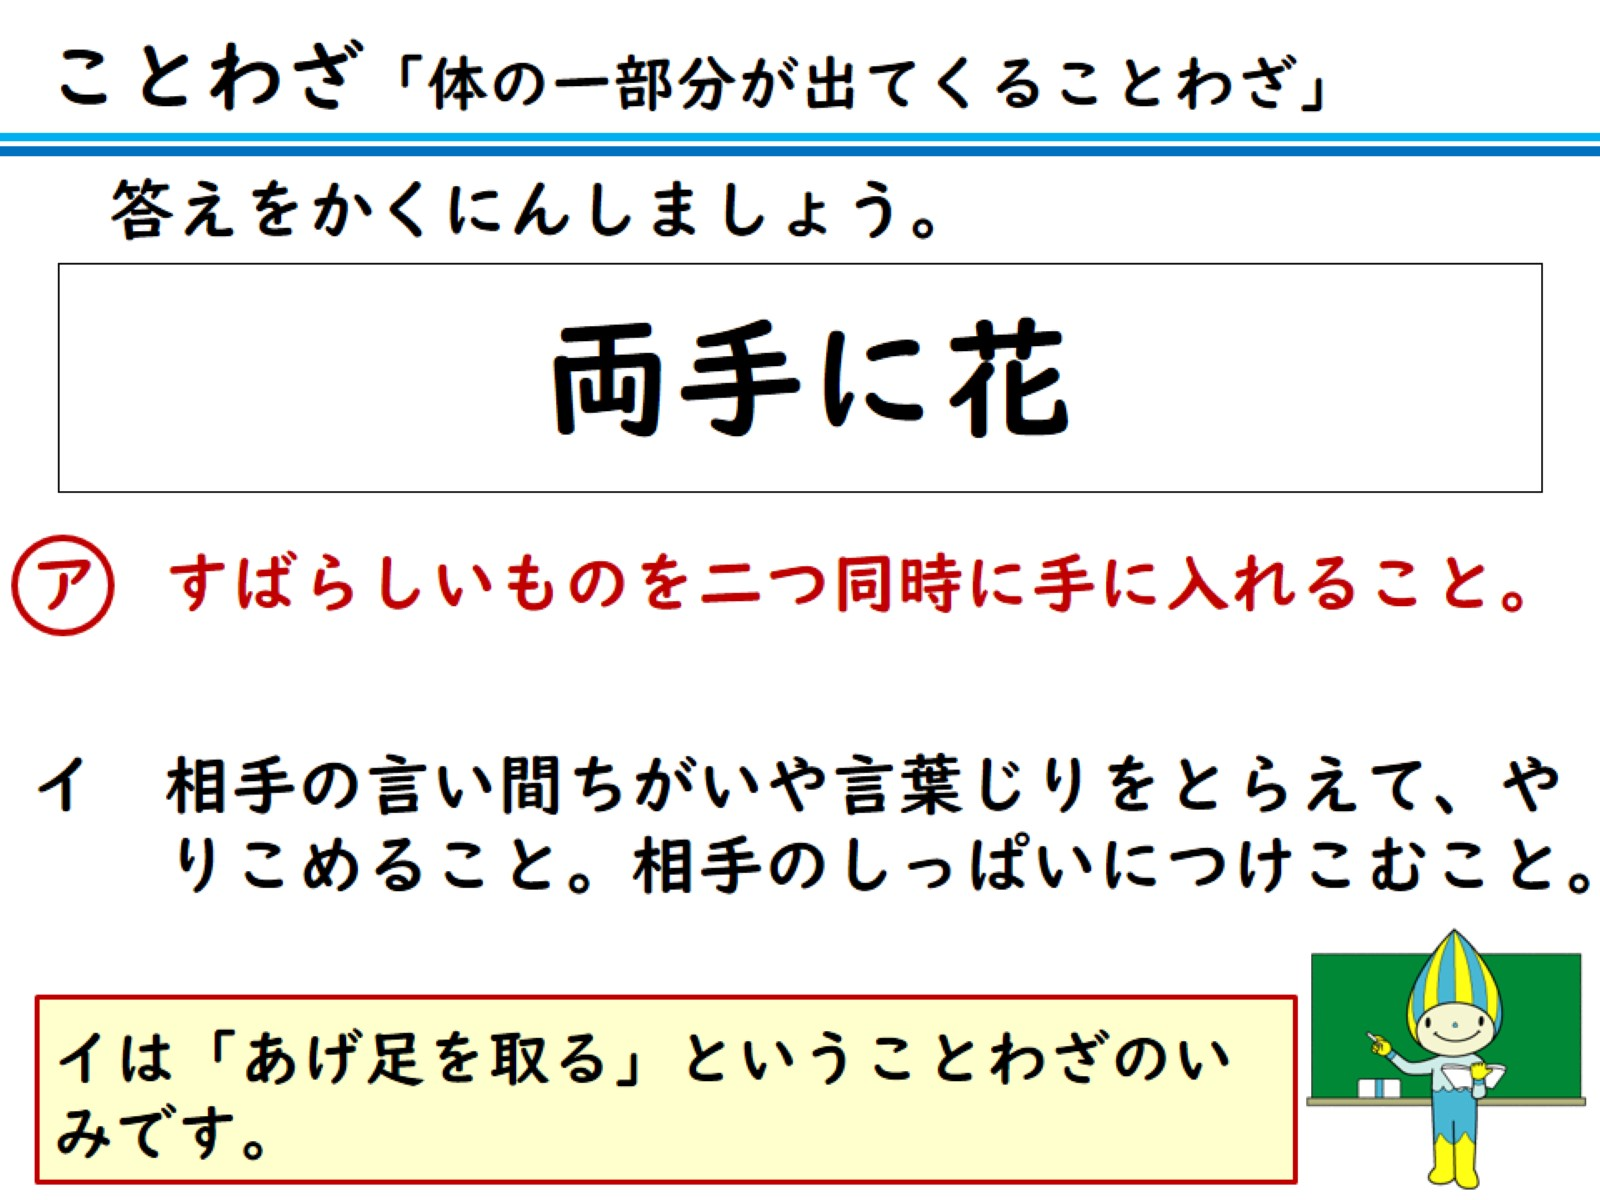 ことわざ「体の一部分が出てくることわざ」
答えをかくにんしましょう。
両手に花
ア　すばらしいものを二つ同時に手に入れること。
イ　相手の言い間ちがいや言葉じりをとらえて、や
りこめること。相手のしっぱいにつけこむこと。
イは「あげ足を取る」ということわざのい
みです。